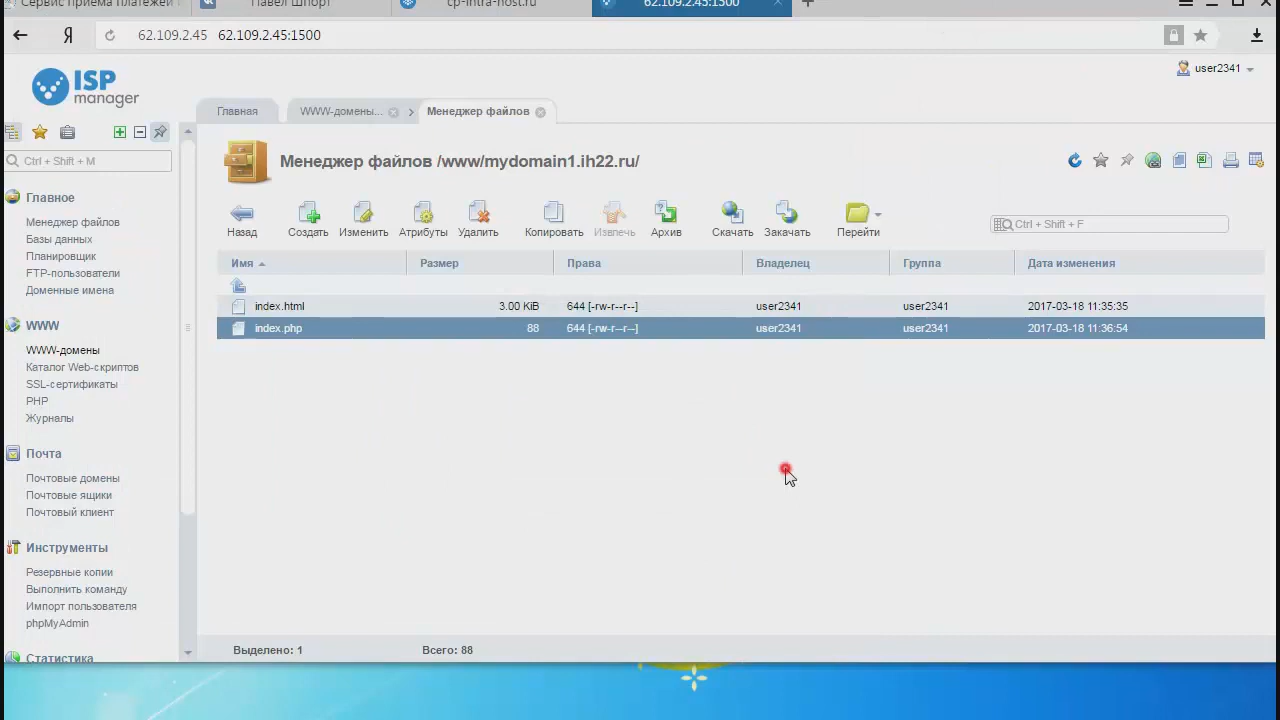 Сервис приема платежей
Павел Шпорт
cp-intra-host.ru
62.109.2.45:1500
Я
62.109.2.45 62.109.2.45:1500
ISP
manager
user2341
Главная
WWW-домены...
Менеджер файлов
Ctrl + Shift + M
Менеджер файлов /www/mydomain1.ih22.ru/
Главное
Менеджер файлов
Базы данных
Планировщик
FTP-пользователи
Доменные имена
WWW
WWW-домены
Каталог Web-скриптов
SSL-сертификаты
PHP
Журналы
Почта
Почтовые домены
Почтовые ящики
Почтовый клиент
Инструменты
Резервные копии
Выполнить команду
Импорт пользователя
phpMyAdmin
Статистика
Назад
Создать
Изменить
Атрибуты
Удалить
Копировать
Извлечь
Архив
Скачать
Закачать
Перейти
Ctrl + Shift + F
Имя Размер Права Владелец Группа Дата изменения
index.html 3.00 KiB 644 [-rw-r--r--] user2341 user2341 2017-03-18 11:35:35
index.php 88 644 [-rw-r--r--] user2341 user2341 2017-03-18 11:36:54
Выделено: 1 Всего: 88